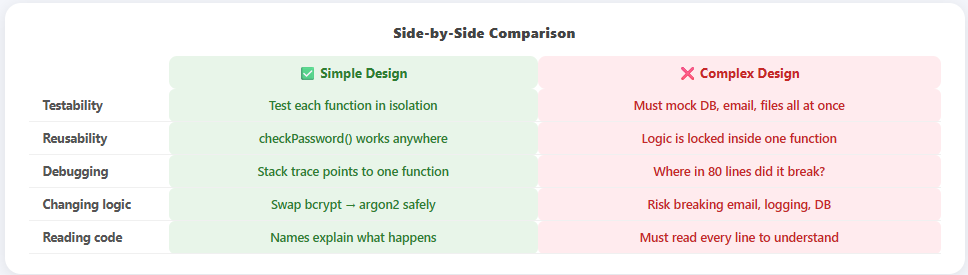 Side-by-Side Comparison
✅ Simple Design ❌ Complex Design
Testability Test each function in isolation Must mock DB, email, files all at once
Reusability checkPassword() works anywhere Logic is locked inside one function
Debugging Stack trace points to one function Where in 80 lines did it break?
Changing logic Swap bcrypt → argon2 safely Risk breaking email, logging, DB
Reading code Names explain what happens Must read every line to understand